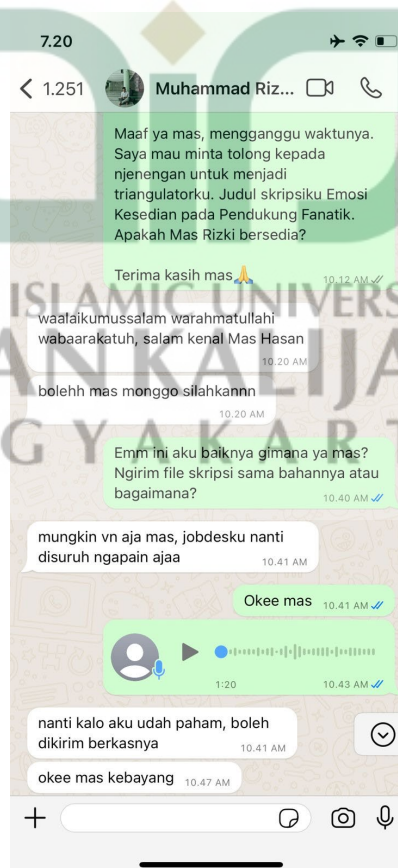 7.20
1.251
Muhammad Riz...
Maaf ya mas, mengganggu waktunya.
Saya mau minta tolong kepada
njenengan untuk menjadi
triangulatorku. Judul skripsiku Emosi
Kesedian pada Pendukung Fanatik.
Apakah Mas Rizki bersedia?
Terima kasih mas🙏
10.12 AM
ISLAMIC UNIVERS
waalaikumussalam warahmatullahi
wabaarakatuh, salam kenal Mas Hasan
10.20 AM
ANKALIJA
bolehh mas monggo silahkannn
10.20 AM
GYAKART
Emm ini aku baiknya gimana ya mas?
Ngirim file skripsi sama bahannya atau
bagaimana?
10.40 AM
mungkin vn aja mas, jobdesku nanti
disuruh ngapain ajaa
10.41 AM
Okee mas 10.41 AM
1:20 10.43 AM
nanti kalo aku udah paham, boleh
dikirim berkasnya
10.41 AM
okee mas kebayang 10.47 AM